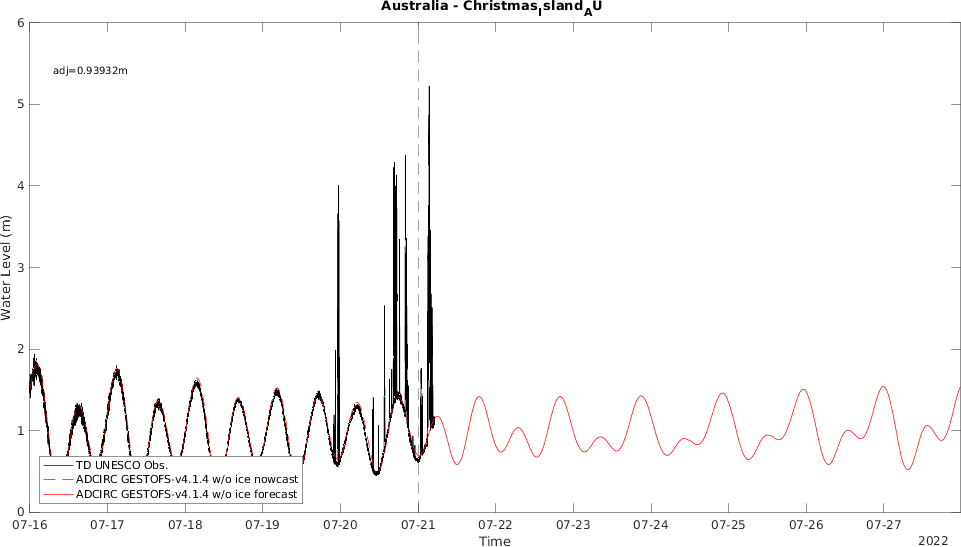 Australia - Christmas_Island_AU
adj=0.93932m
Water Level (m)
6
5
4
3
2
1
0
TD UNESCO Obs.
ADCIRC GESTOFS-v4.1.4 w/o ice nowcast
ADCIRC GESTOFS-v4.1.4 w/o ice forecast
07-16 07-17 07-18 07-19 07-20 07-21 07-22 07-23 07-24 07-25 07-26 07-27
Time
2022